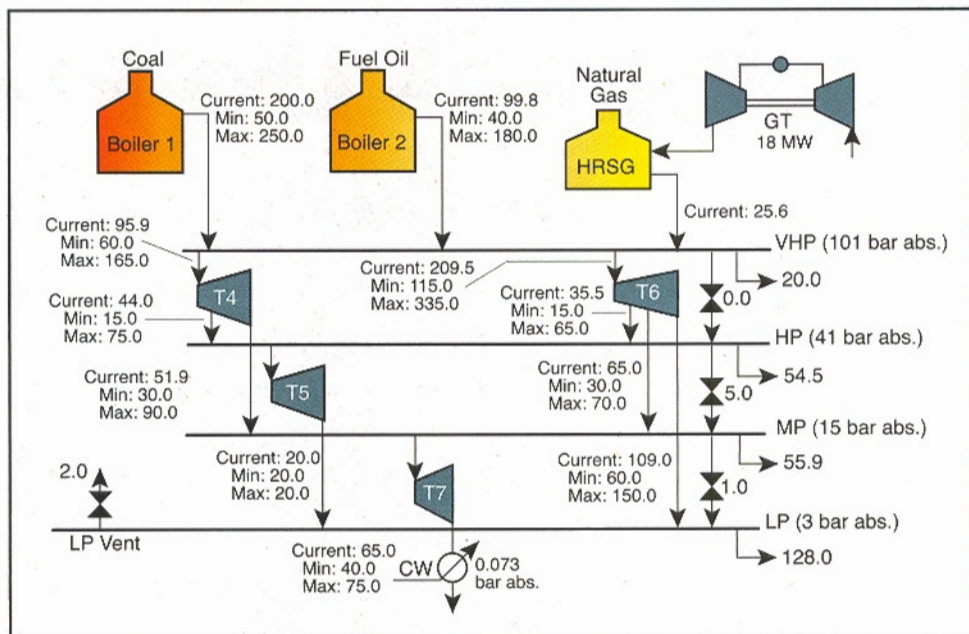 Coal
Boiler 1
Current: 200.0
Min: 50.0
Max: 250.0
Fuel Oil
Boiler 2
Current: 99.8
Min: 40.0
Max: 180.0
Natural
Gas
HRSG
GT
18 MW
Current: 25.6
VHP (101 bar abs.)
20.0
Current: 95.9
Min: 60.0
Max: 165.0
T4
Current: 209.5
Min: 115.0
Max: 335.0
T6
0.0
Current: 44.0
Min: 15.0
Max: 75.0
Current: 35.5
Min: 15.0
Max: 65.0
HP (41 bar abs.)
54.5
Current: 51.9
Min: 30.0
Max: 90.0
T5
Current: 65.0
Min: 30.0
Max: 70.0
5.0
MP (15 bar abs.)
55.9
2.0
LP Vent
Current: 20.0
Min: 20.0
Max: 20.0
T7
Current: 109.0
Min: 60.0
Max: 150.0
1.0
LP (3 bar abs.)
128.0
Current: 65.0
Min: 40.0
Max: 75.0
CW
0.073
bar abs.